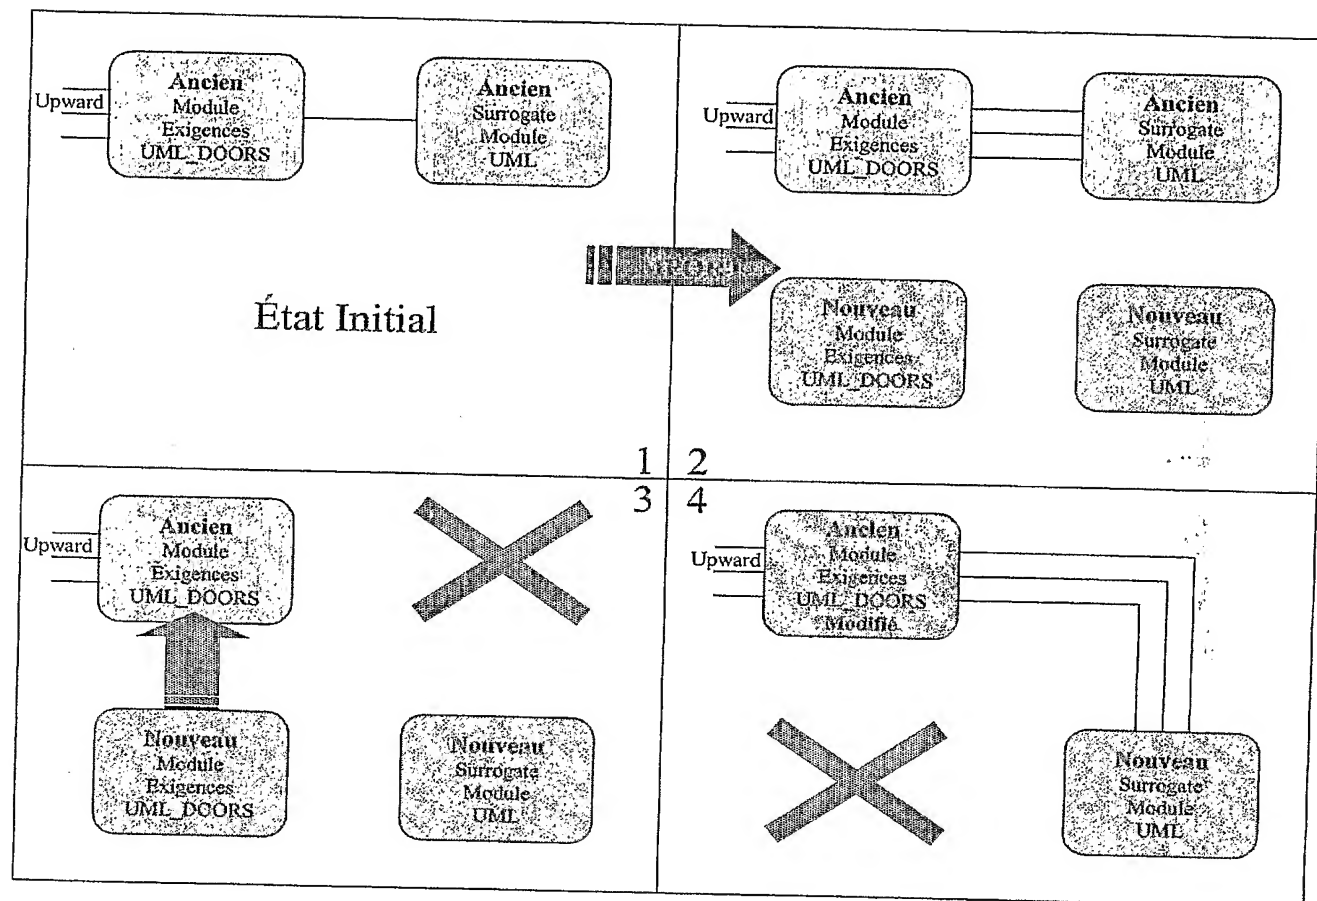 Upward
Ancien
Module
Exigences
UML_DOORS
Ancien
Surrogate
Module
UML
État Initial
1
Upward
Ancien
Module
Exigences
UML_DOORS
Ancien
Surrogate
Module
UML
Nouveau
Module
Exigences
UML_DOORS
Nouveau
Surrogate
Module
UML
2
3
Upward
Ancien
Module
Exigences
UML_DOORS
Nouveau
Module
Exigences
UML_DOORS
Nouveau
Surrogate
Module
UML
4
Upward
Ancien
Module
Exigences
UML_DOORS
Modifié
Nouveau
Surrogate
Module
UML